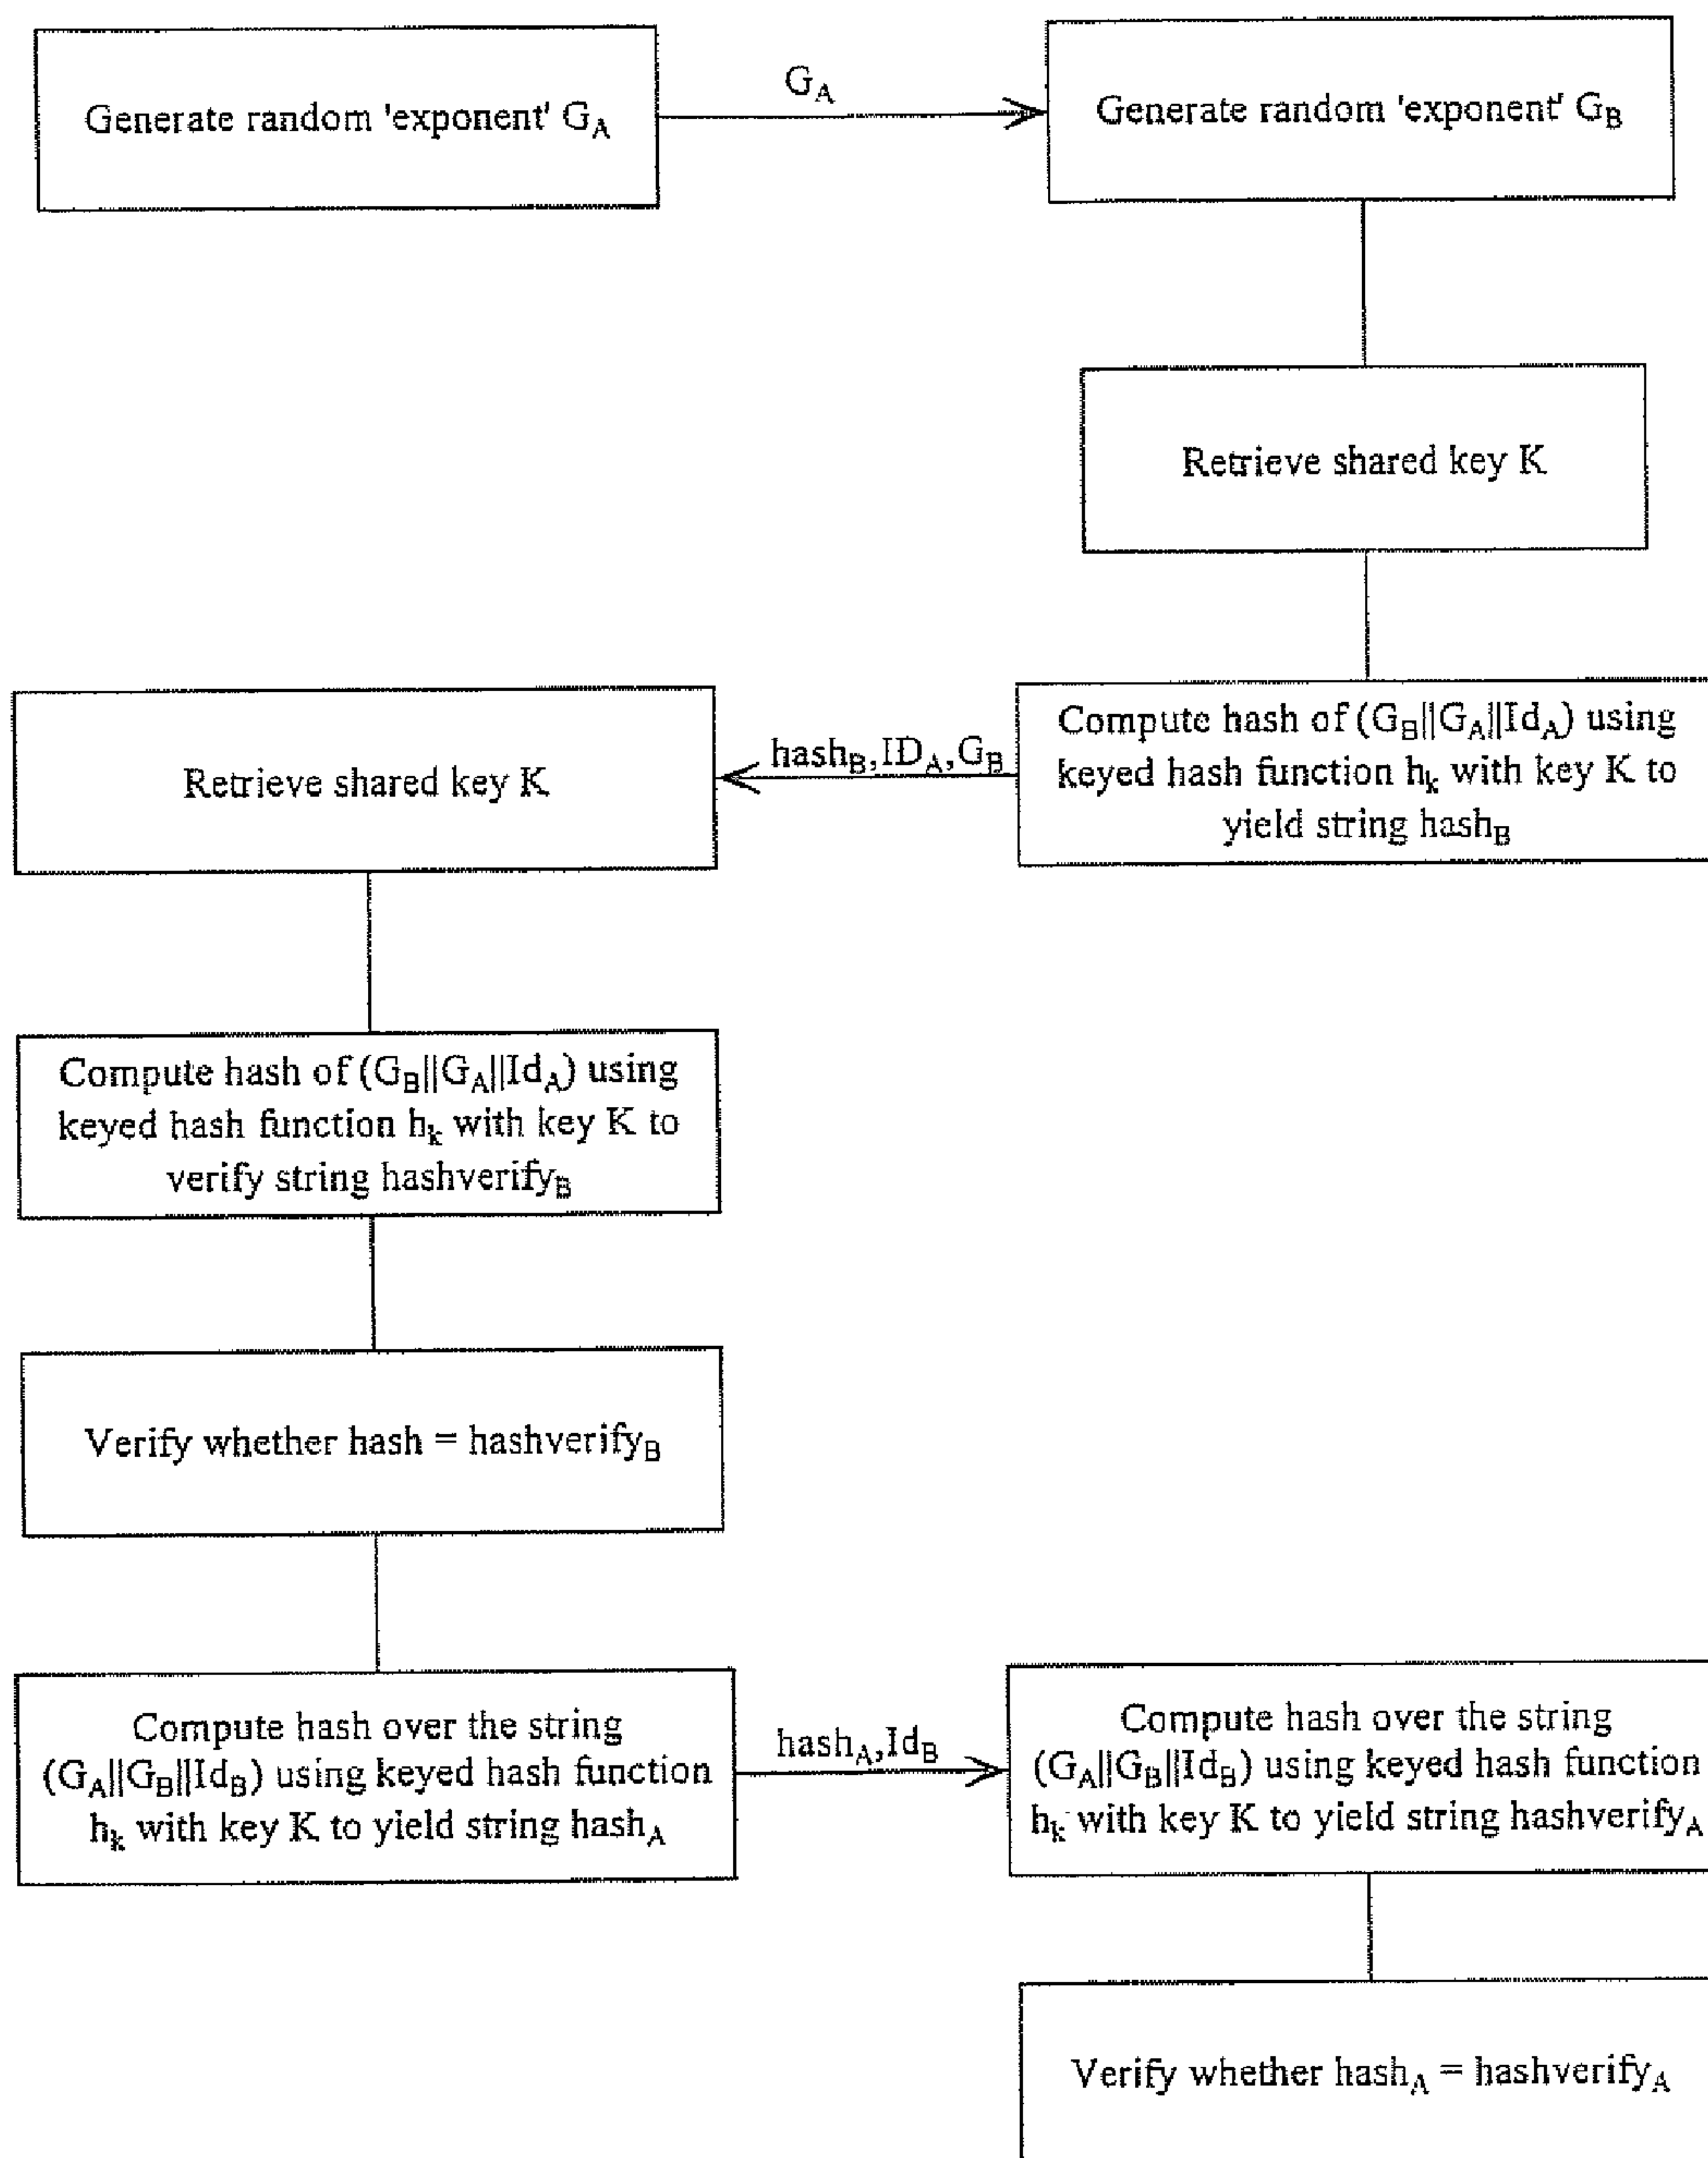 Generate random 'exponent' G_A
G_A
Generate random 'exponent' G_B
Retrieve shared key K
Compute hash of (G_B||G_A||Id_A) using
keyed hash function h_k with key K to
yield string hash_B
hash_B,ID_A,G_B
Retrieve shared key K
Compute hash of (G_B||G_A||Id_A) using
keyed hash function h_k with key K to
verify string hashverify_B
Verify whether hash = hashverify_B
Compute hash over the string
(G_A||G_B||Id_B) using keyed hash function
h_k with key K to yield string hash_A
hash_A,Id_B
Compute hash over the string
(G_A||G_B||Id_B) using keyed hash function
h_k with key K to yield string hashverify_A
Verify whether hash_A = hashverify_A